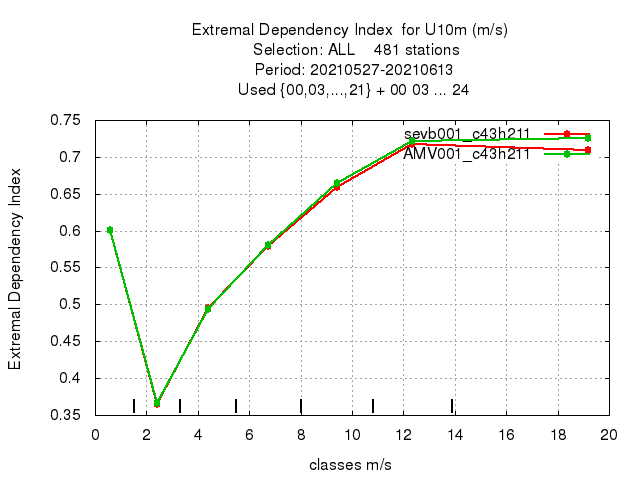 Extremal Dependency Index for U10m (m/s)
Selection: ALL 481 stations
Period: 20210527-20210613
Used {00,03,...,21} + 00 03 ... 24
sevb001_c43h211
AMV001_c43h211
Extremal Dependency Index
0.75
0.7
0.65
0.6
0.55
0.5
0.45
0.4
0.35
0 2 4 6 8 10 12 14 16 18 20
classes m/s